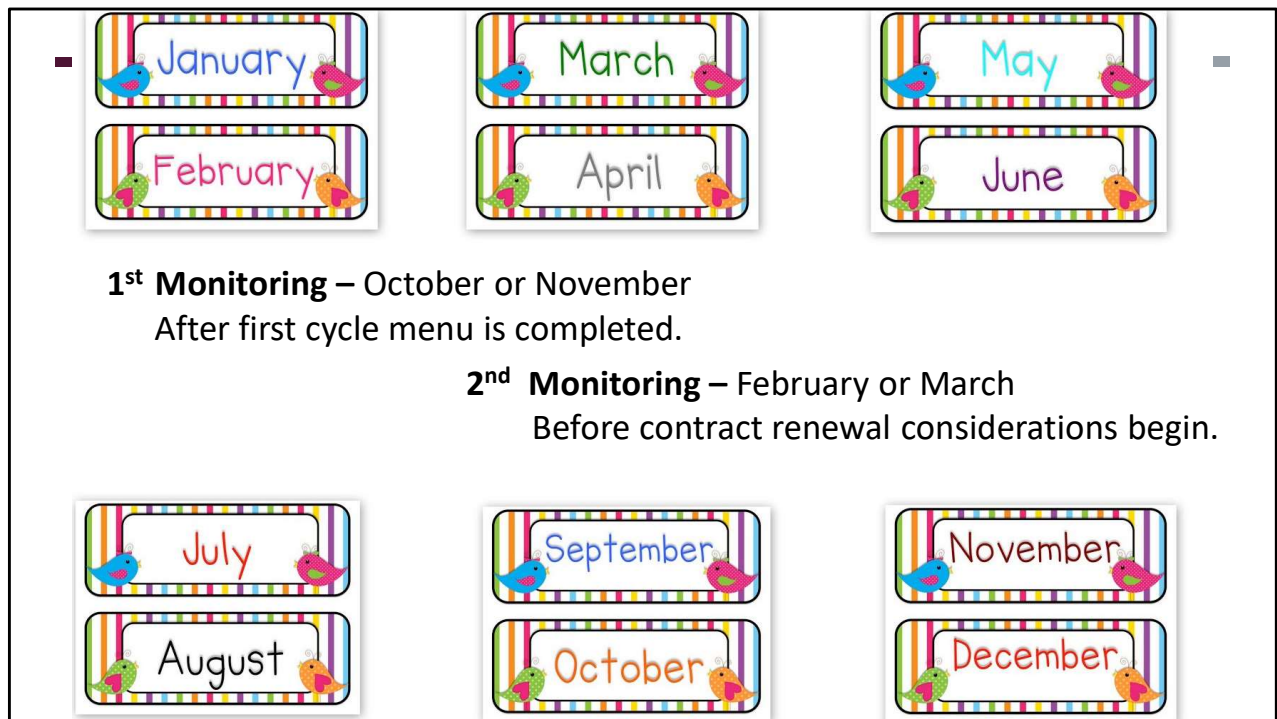 January
March
May
February
April
June
1st Monitoring – October or November
After first cycle menu is completed.
2nd Monitoring – February or March
Before contract renewal considerations begin.
July
September
November
August
October
December